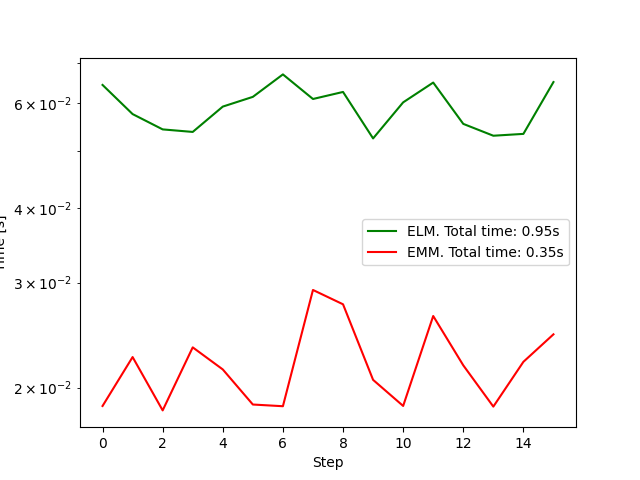 6 × 10⁻²
4 × 10⁻²
3 × 10⁻²
2 × 10⁻²
ELM. Total time: 0.95s
EMM. Total time: 0.35s
0 2 4 6 8 10 12 14
Step